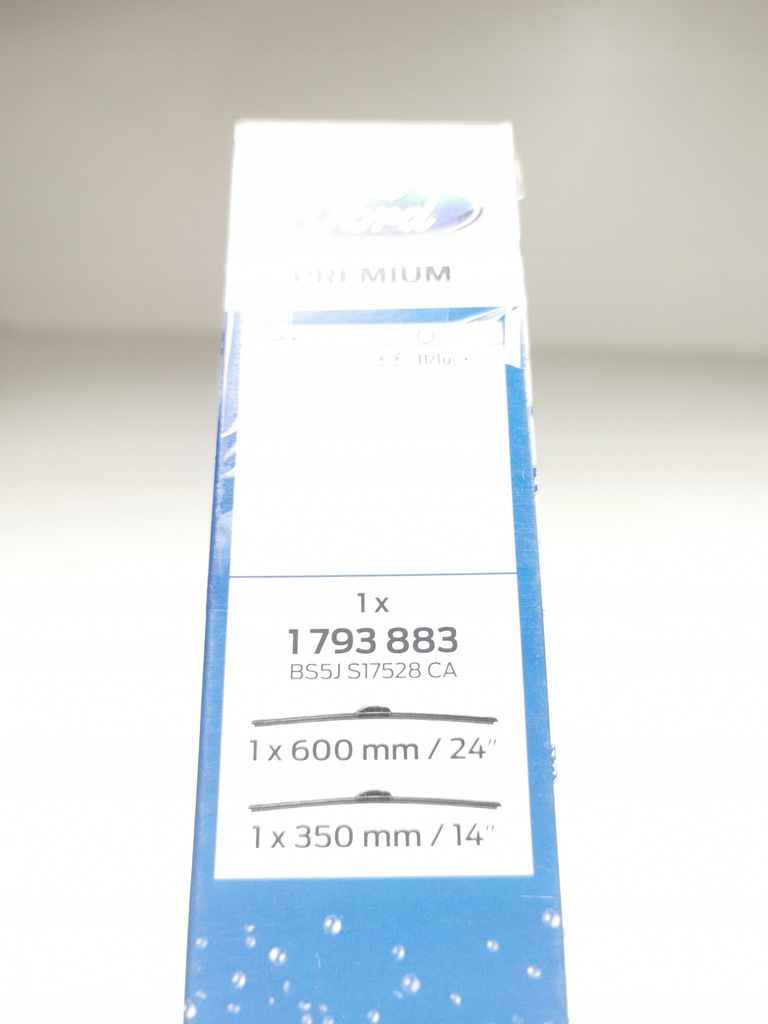 Ford
PREMIUM
1 x
1 793 883
BS5J S17528 CA
1 x 600 mm / 24"
1 x 350 mm / 14"